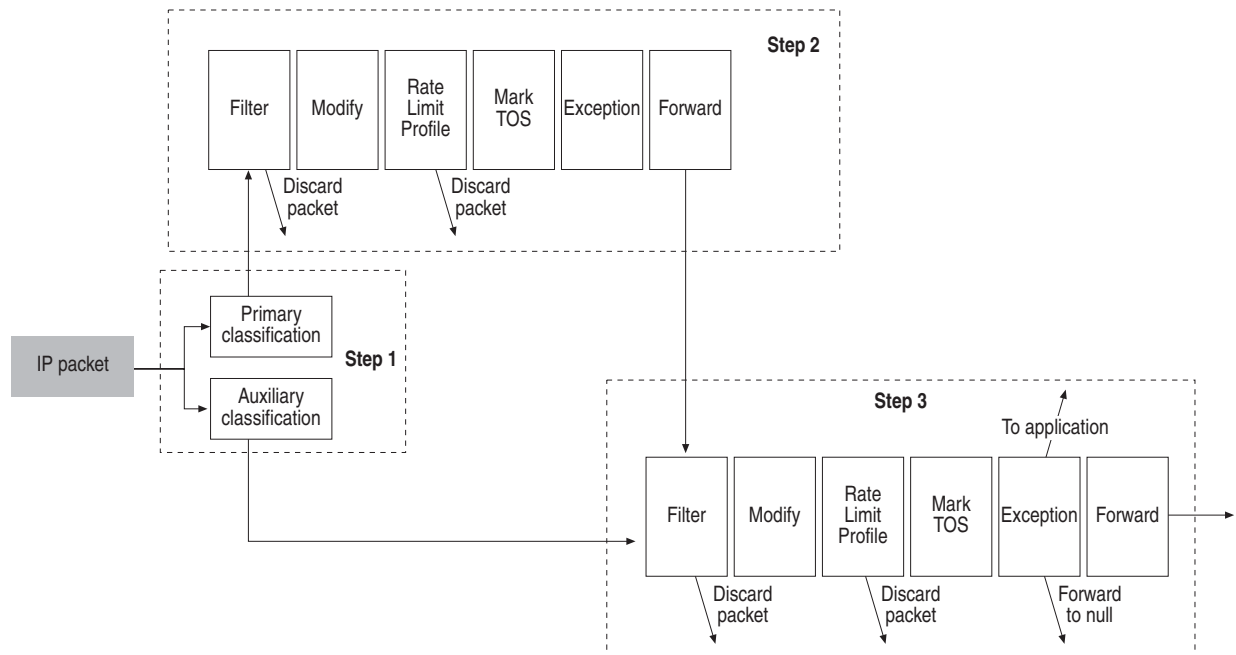 Step 2
Filter
Modify
Rate
Limit
Profile
Mark
TOS
Exception
Forward
Discard
packet
Discard
packet
IP packet
Primary
classification
Step 1
Auxiliary
classification
Step 3
To application
Filter
Modify
Rate
Limit
Profile
Mark
TOS
Exception
Forward
Discard
packet
Discard
packet
Forward
to null